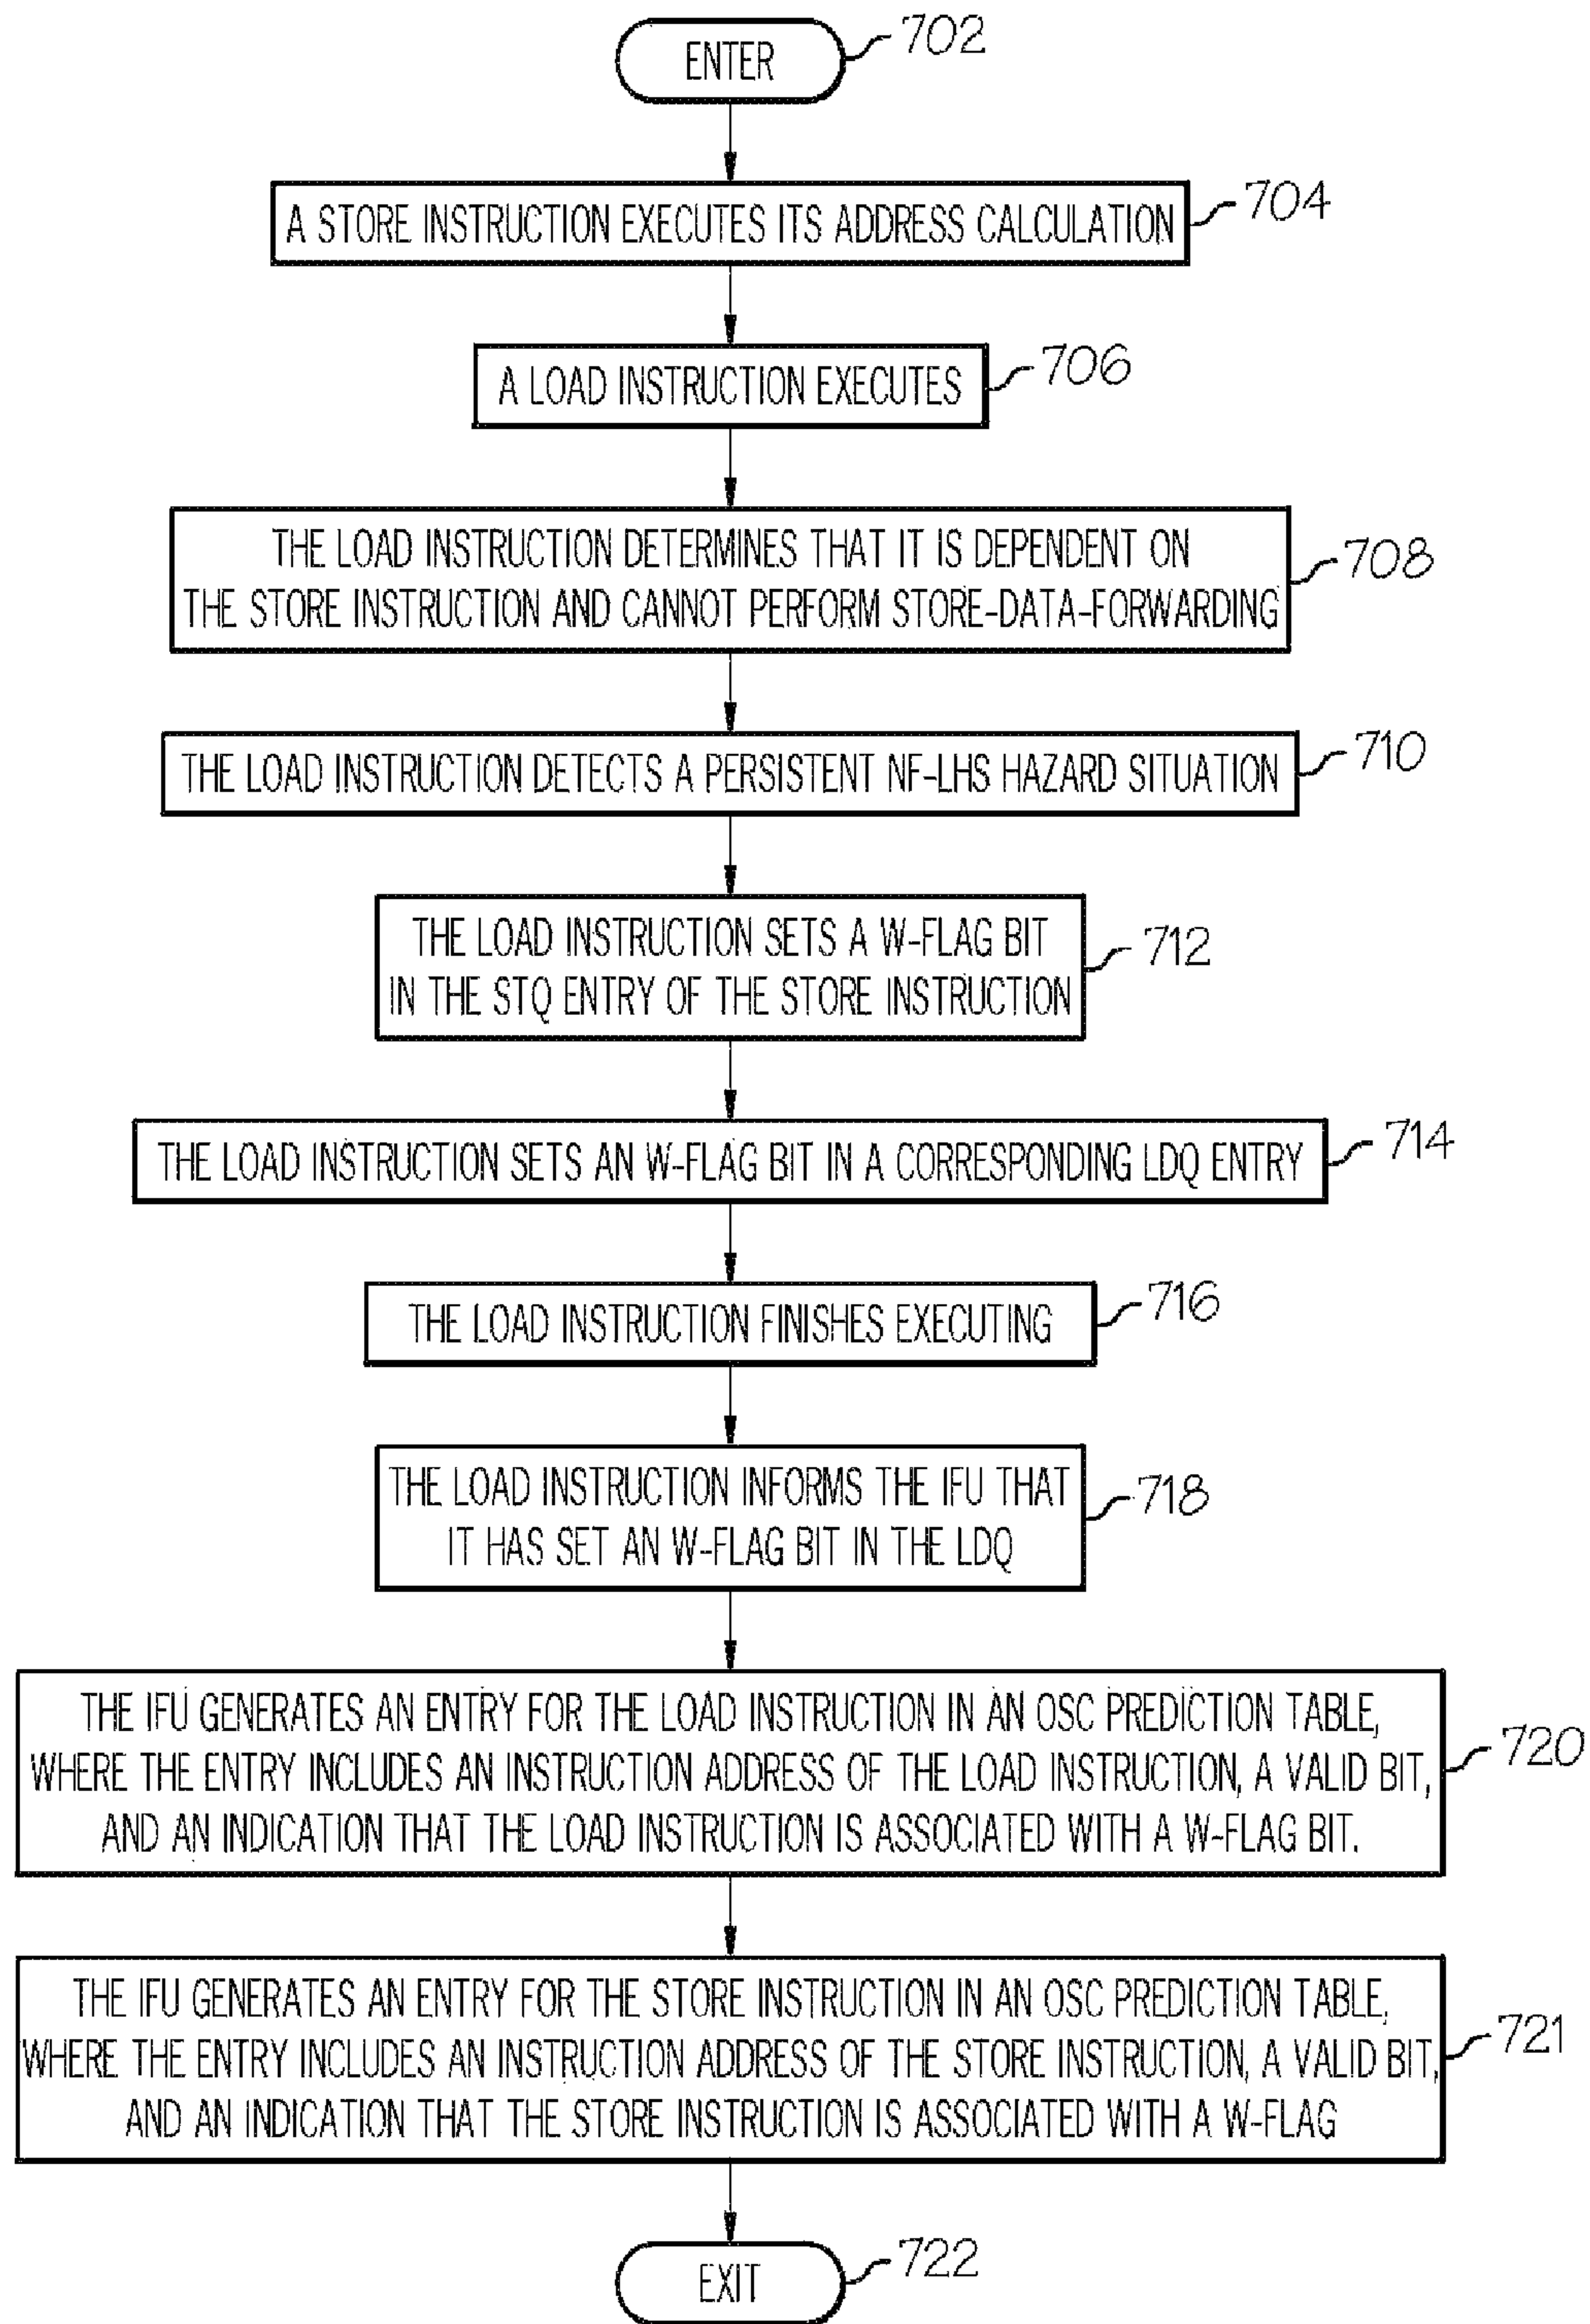 ENTER
702
A STORE INSTRUCTION EXECUTES ITS ADDRESS CALCULATION
704
A LOAD INSTRUCTION EXECUTES
706
THE LOAD INSTRUCTION DETERMINES THAT IT IS DEPENDENT ON
THE STORE INSTRUCTION AND CANNOT PERFORM STORE-DATA-FORWARDING
708
THE LOAD INSTRUCTION DETECTS A PERSISTENT NF-LHS HAZARD SITUATION
710
THE LOAD INSTRUCTION SETS A W-FLAG BIT
IN THE STQ ENTRY OF THE STORE INSTRUCTION
712
THE LOAD INSTRUCTION SETS AN W-FLAG BIT IN A CORRESPONDING LDQ ENTRY
714
THE LOAD INSTRUCTION FINISHES EXECUTING
716
THE LOAD INSTRUCTION INFORMS THE IFU THAT
IT HAS SET AN W-FLAG BIT IN THE LDQ
718
THE IFU GENERATES AN ENTRY FOR THE LOAD INSTRUCTION IN AN OSC PREDICTION TABLE,
WHERE THE ENTRY INCLUDES AN INSTRUCTION ADDRESS OF THE LOAD INSTRUCTION, A VALID BIT,
AND AN INDICATION THAT THE LOAD INSTRUCTION IS ASSOCIATED WITH A W-FLAG BIT.
720
THE IFU GENERATES AN ENTRY FOR THE STORE INSTRUCTION IN AN OSC PREDICTION TABLE,
WHERE THE ENTRY INCLUDES AN INSTRUCTION ADDRESS OF THE STORE INSTRUCTION, A VALID BIT,
AND AN INDICATION THAT THE STORE INSTRUCTION IS ASSOCIATED WITH A W-FLAG
721
EXIT
722